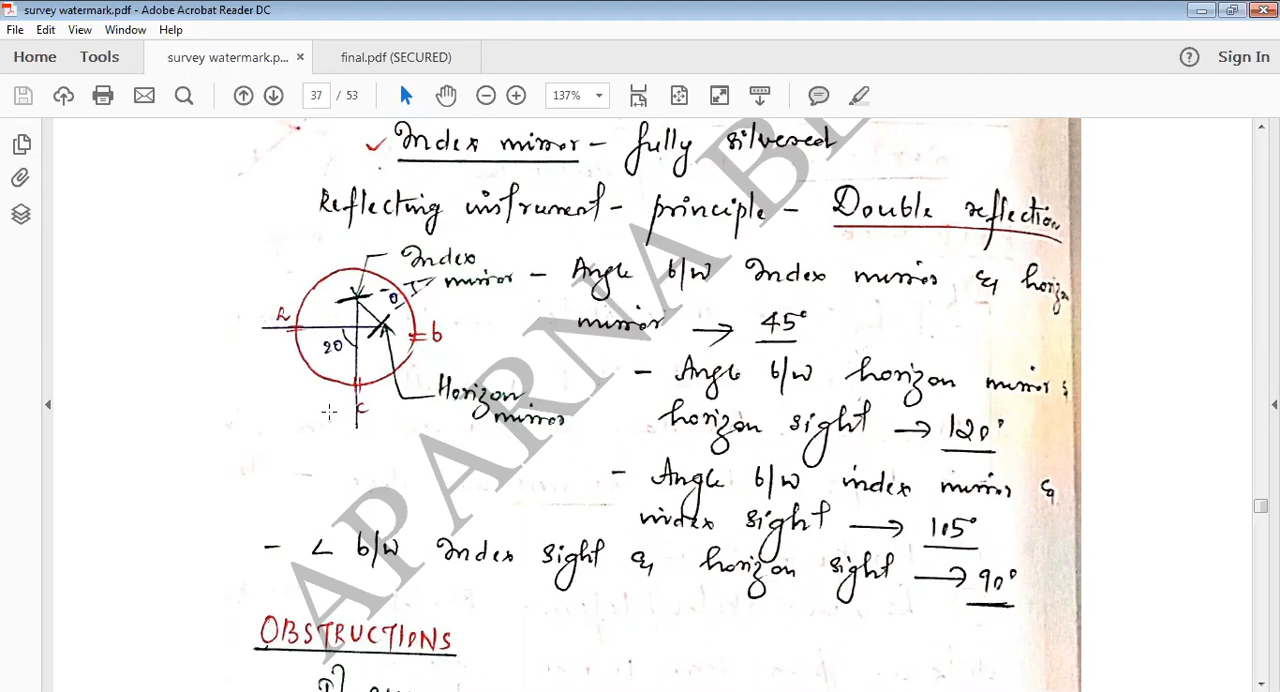 survey watermark.pdf - Adobe Acrobat Reader DC
File Edit View Window Help
Home Tools survey watermark.p... × final.pdf (SECURED) ? Sign In
37 / 53 137%
Index mirror - fully silvered
Reflecting instrument - principle - Double reflection
Index
mirror - Angle b/w Index mirror & horizo
mirror → 45°
A
b
θ
2θ
c
Horizon
mirror
- Angle b/w horizon mirror &
horizon sight → 120°
- Angle b/w index mirror &
index sight → 105°
- ∠ b/w Index sight & horizon sight → 90°
OBSTRUCTIONS
APARNA